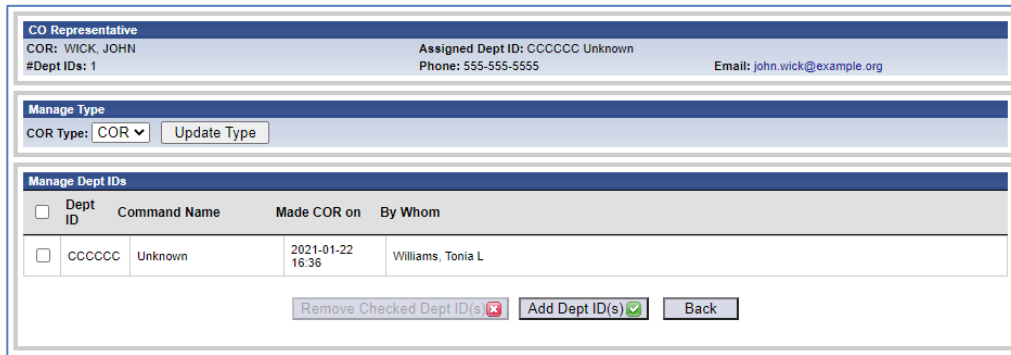 CO Representative
COR: WICK, JOHN Assigned Dept ID: CCCCCC Unknown
#Dept IDs: 1 Phone: 555-555-5555 Email: john.wick@example.org
Manage Type
COR Type: COR Update Type
Manage Dept IDs
Dept ID Command Name Made COR on By Whom
CCCCCC Unknown 2021-01-22 16:36 Williams, Tonia L
Remove Checked Dept ID(s) Add Dept ID(s) Back